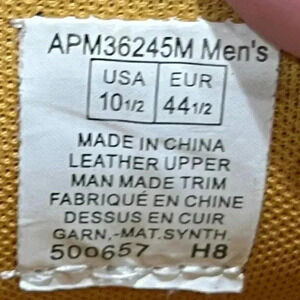 APM36245M Men's
USA EUR
10 1/2 44 1/2
MADE IN CHINA
LEATHER UPPER
MAN MADE TRIM
FABRIQUÉ EN CHINE
DESSUS EN CUIR
GARN,-MAT.SYNTH.
500657 H8